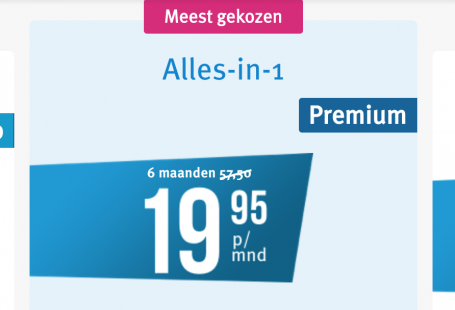 Meest gekozen
Alles-in-1
Premium
6 maanden 57,50
19 95
p/
mnd